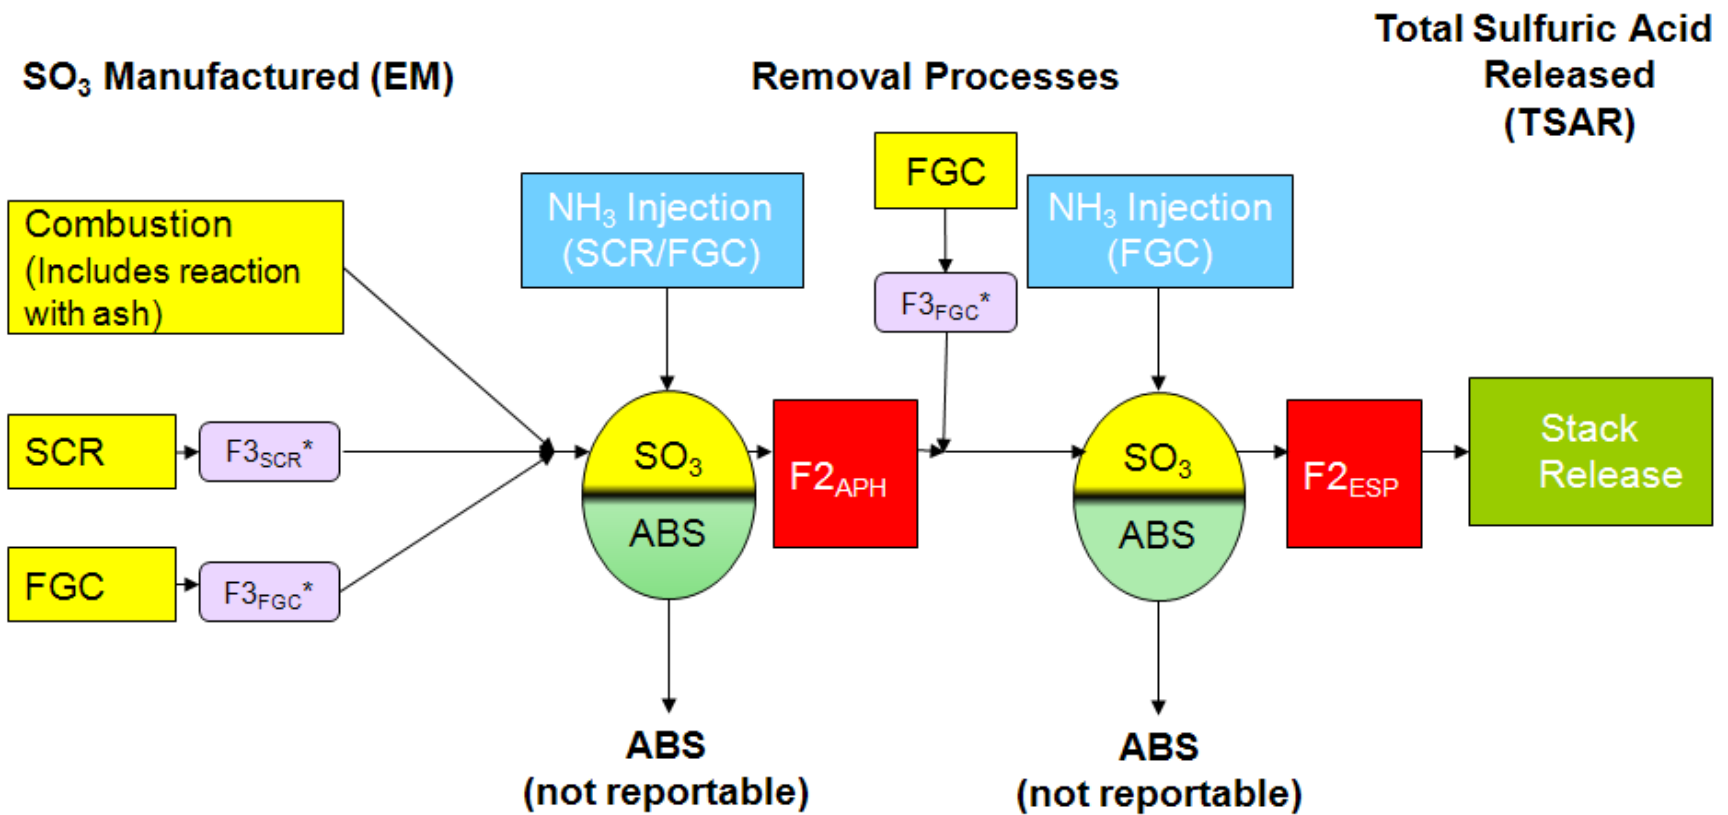 SO₃ Manufactured (EM)
Removal Processes
Total Sulfuric Acid
Released
(TSAR)
Combustion
(Includes reaction
with ash)
SCR
F3SCR*
FGC
F3FGC*
NH₃ Injection
(SCR/FGC)
SO₃
ABS
ABS
(not reportable)
F2APH
FGC
F3FGC*
NH₃ Injection
(FGC)
SO₃
ABS
ABS
(not reportable)
F2ESP
Stack
Release